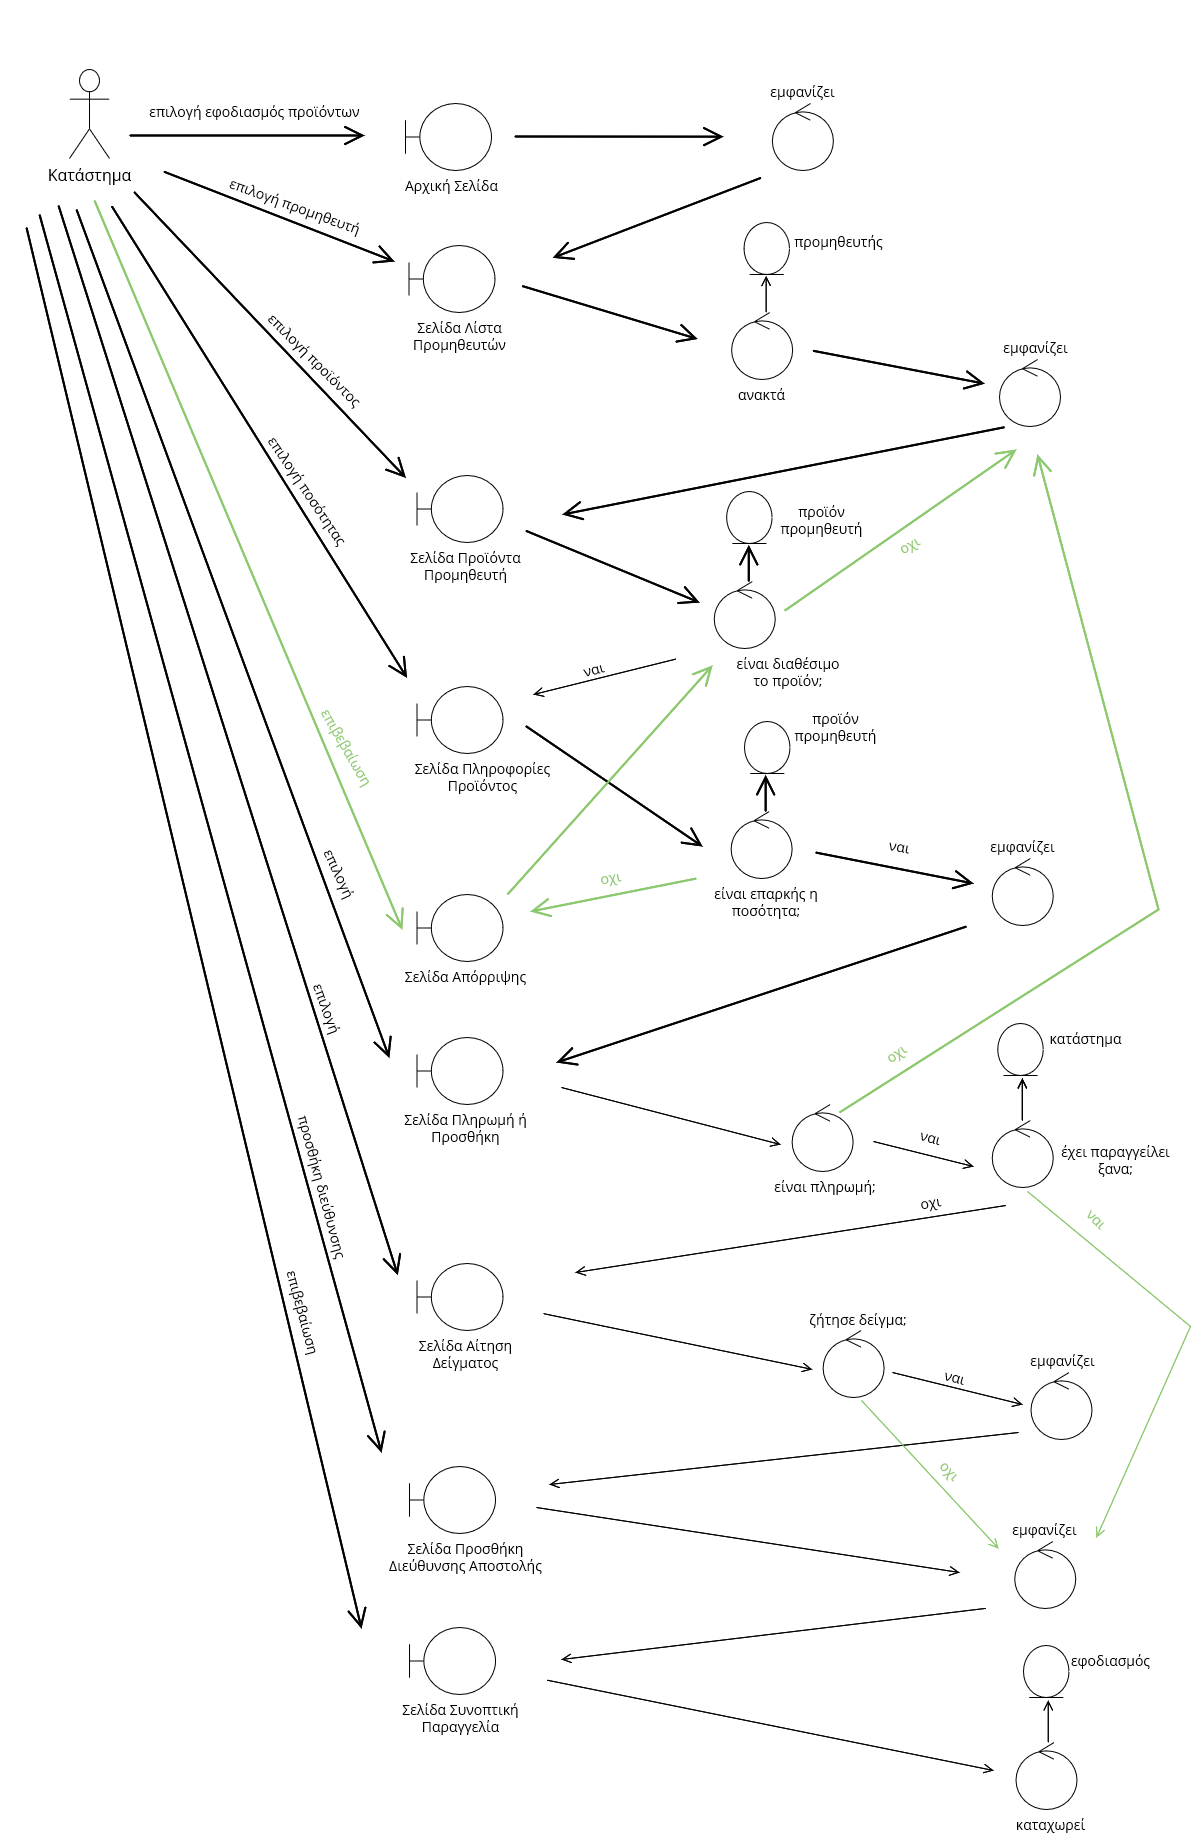 εμφανίζει
επιλογή εφοδιασμός προϊόντων
Κατάστημα
Αρχική Σελίδα
επιλογή προμηθευτή
προμηθευτής
Σελίδα Λίστα
Προμηθευτών
εμφανίζει
επιλογή προϊόντος
ανακτά
επιλογή ποσότητας
προϊόν
προμηθευτή
οχι
Σελίδα Προϊόντα
Προμηθευτή
είναι διαθέσιμο
το προϊόν;
ναι
προϊόν
προμηθευτή
επιβεβαίωση
Σελίδα Πληροφορίες
Προϊόντος
ναι
εμφανίζει
επιλογή
οχι
είναι επαρκής η
ποσότητα;
Σελίδα Απόρριψης
επιλογή
κατάστημα
οχι
Σελίδα Πληρωμή ή
Προσθήκη
ναι
έχει παραγγείλει
ξανα;
είναι πληρωμή;
προσθήκη διεύθυνσης
οχι
ναι
επιβεβαίωση
ζήτησε δείγμα;
Σελίδα Αίτηση
Δείγματος
εμφανίζει
ναι
οχι
εμφανίζει
Σελίδα Προσθήκη
Διεύθυνσης Αποστολής
εφοδιασμός
Σελίδα Συνοπτική
Παραγγελία
καταχωρεί